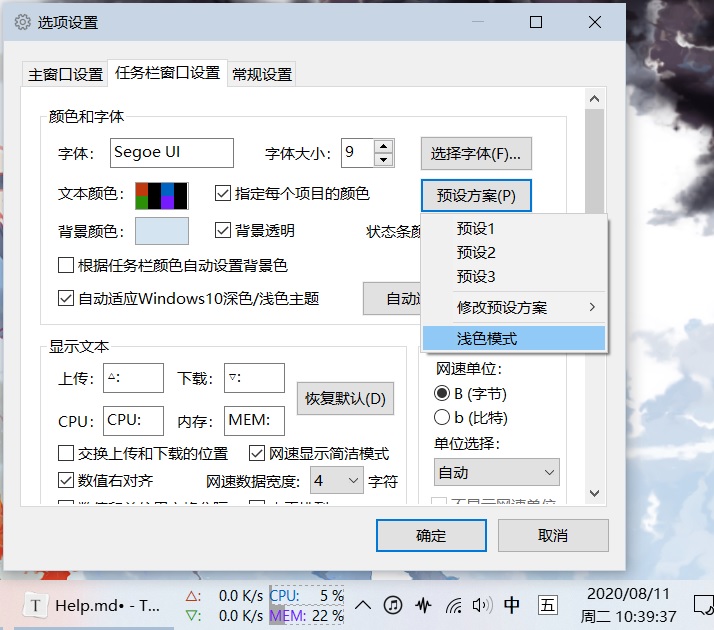 选项设置
主窗口设置 任务栏窗口设置 常规设置
颜色和字体
字体: Segoe UI 字体大小: 9 选择字体(F)...
文本颜色: 指定每个项目的颜色 预设方案(P)
背景颜色: 背景透明 状态条颜
预设1
预设2
预设3
修改预设方案
浅色模式
根据任务栏颜色自动设置背景色
自动适应Windows10深色/浅色主题 自动适
显示文本
上传: △: 下载: ▽: 恢复默认(D)
CPU: CPU: 内存: MEM:
交换上传和下载的位置 网速显示简洁模式
数值右对齐 网速数据宽度: 4 字符
网速单位:
B (字节)
b (比特)
单位选择:
自动
不显示网速单位
确定 取消
T Help.md• - T...
△: 0.0 K/s CPU: 5 %
▽: 0.0 K/s MEM: 22 %
中 五
2020/08/11
周二 10:39:37